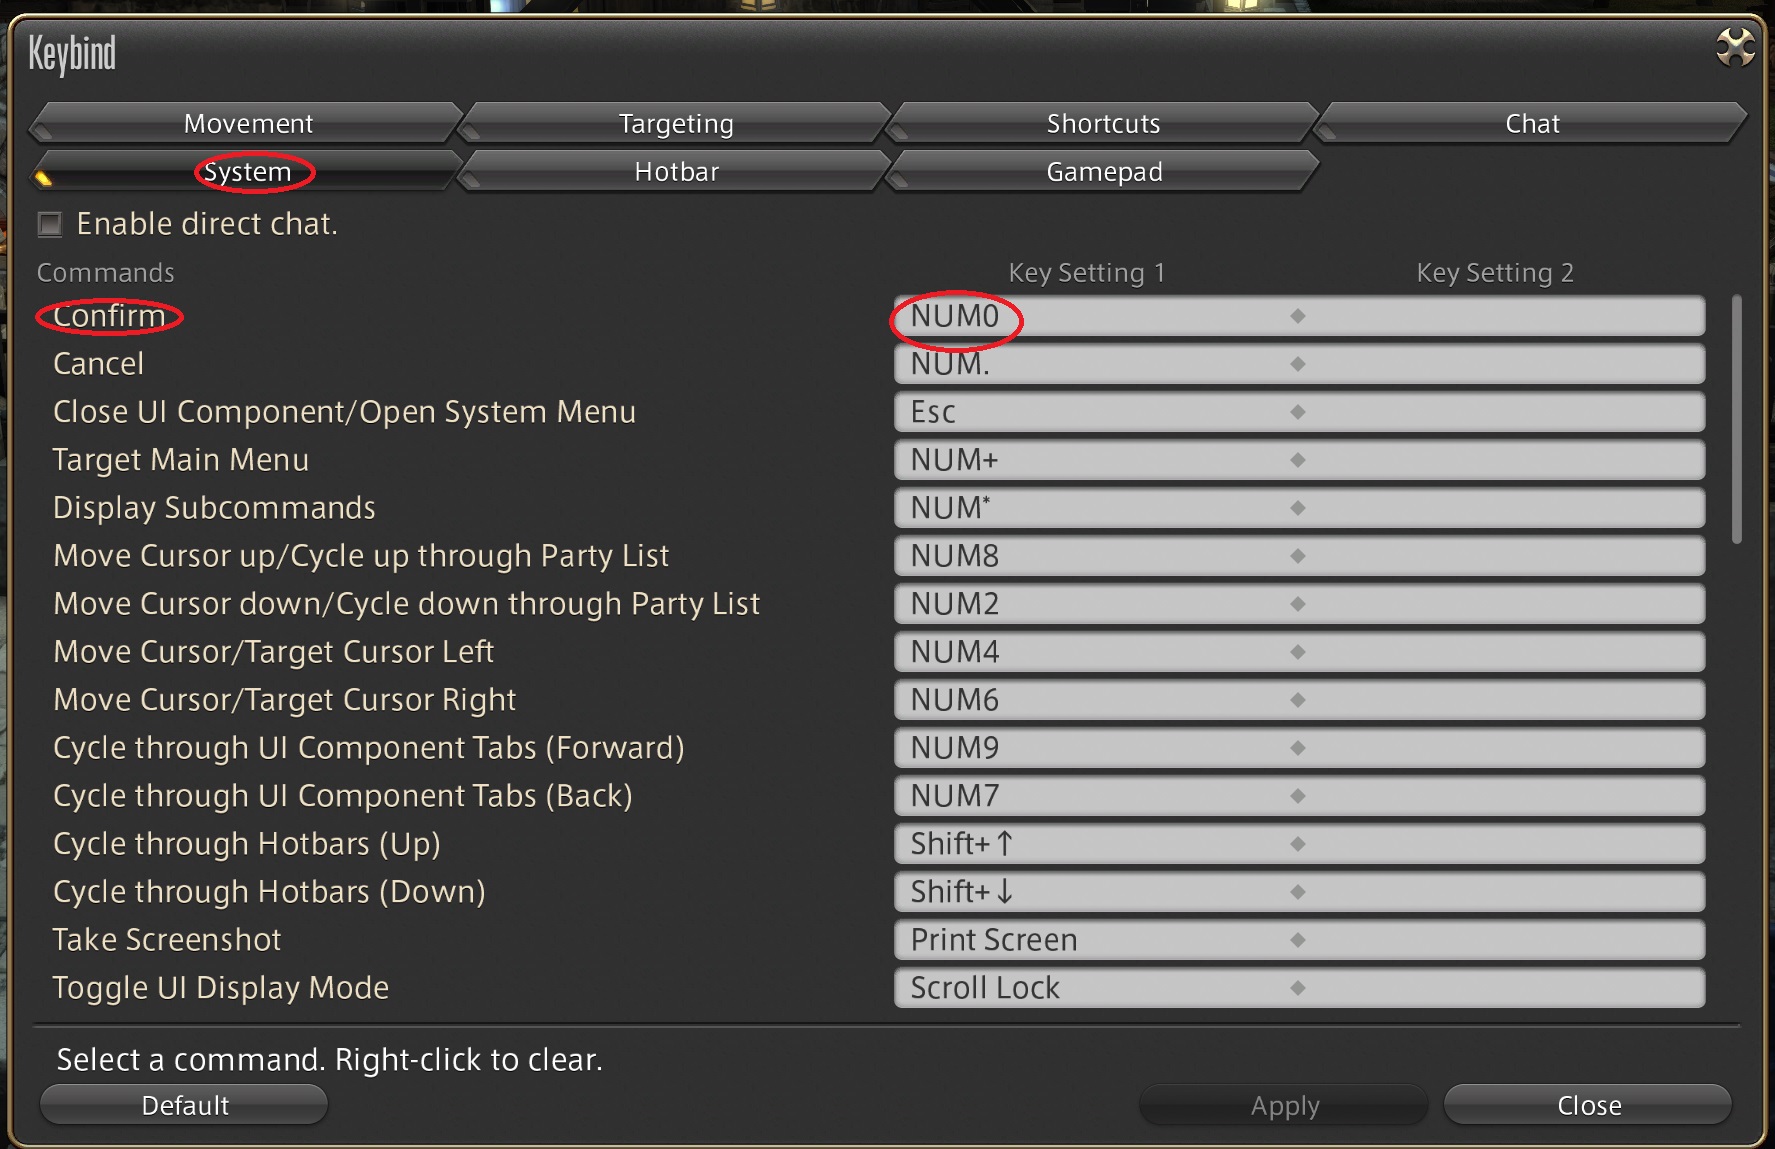 Keybind
Movement Targeting Shortcuts Chat
System Hotbar Gamepad
Enable direct chat.
Commands Key Setting 1 Key Setting 2
Confirm NUM0
Cancel NUM.
Close UI Component/Open System Menu Esc
Target Main Menu NUM+
Display Subcommands NUM*
Move Cursor up/Cycle up through Party List NUM8
Move Cursor down/Cycle down through Party List NUM2
Move Cursor/Target Cursor Left NUM4
Move Cursor/Target Cursor Right NUM6
Cycle through UI Component Tabs (Forward) NUM9
Cycle through UI Component Tabs (Back) NUM7
Cycle through Hotbars (Up) Shift+↑
Cycle through Hotbars (Down) Shift+↓
Take Screenshot Print Screen
Toggle UI Display Mode Scroll Lock
Select a command. Right-click to clear.
Default Apply Close